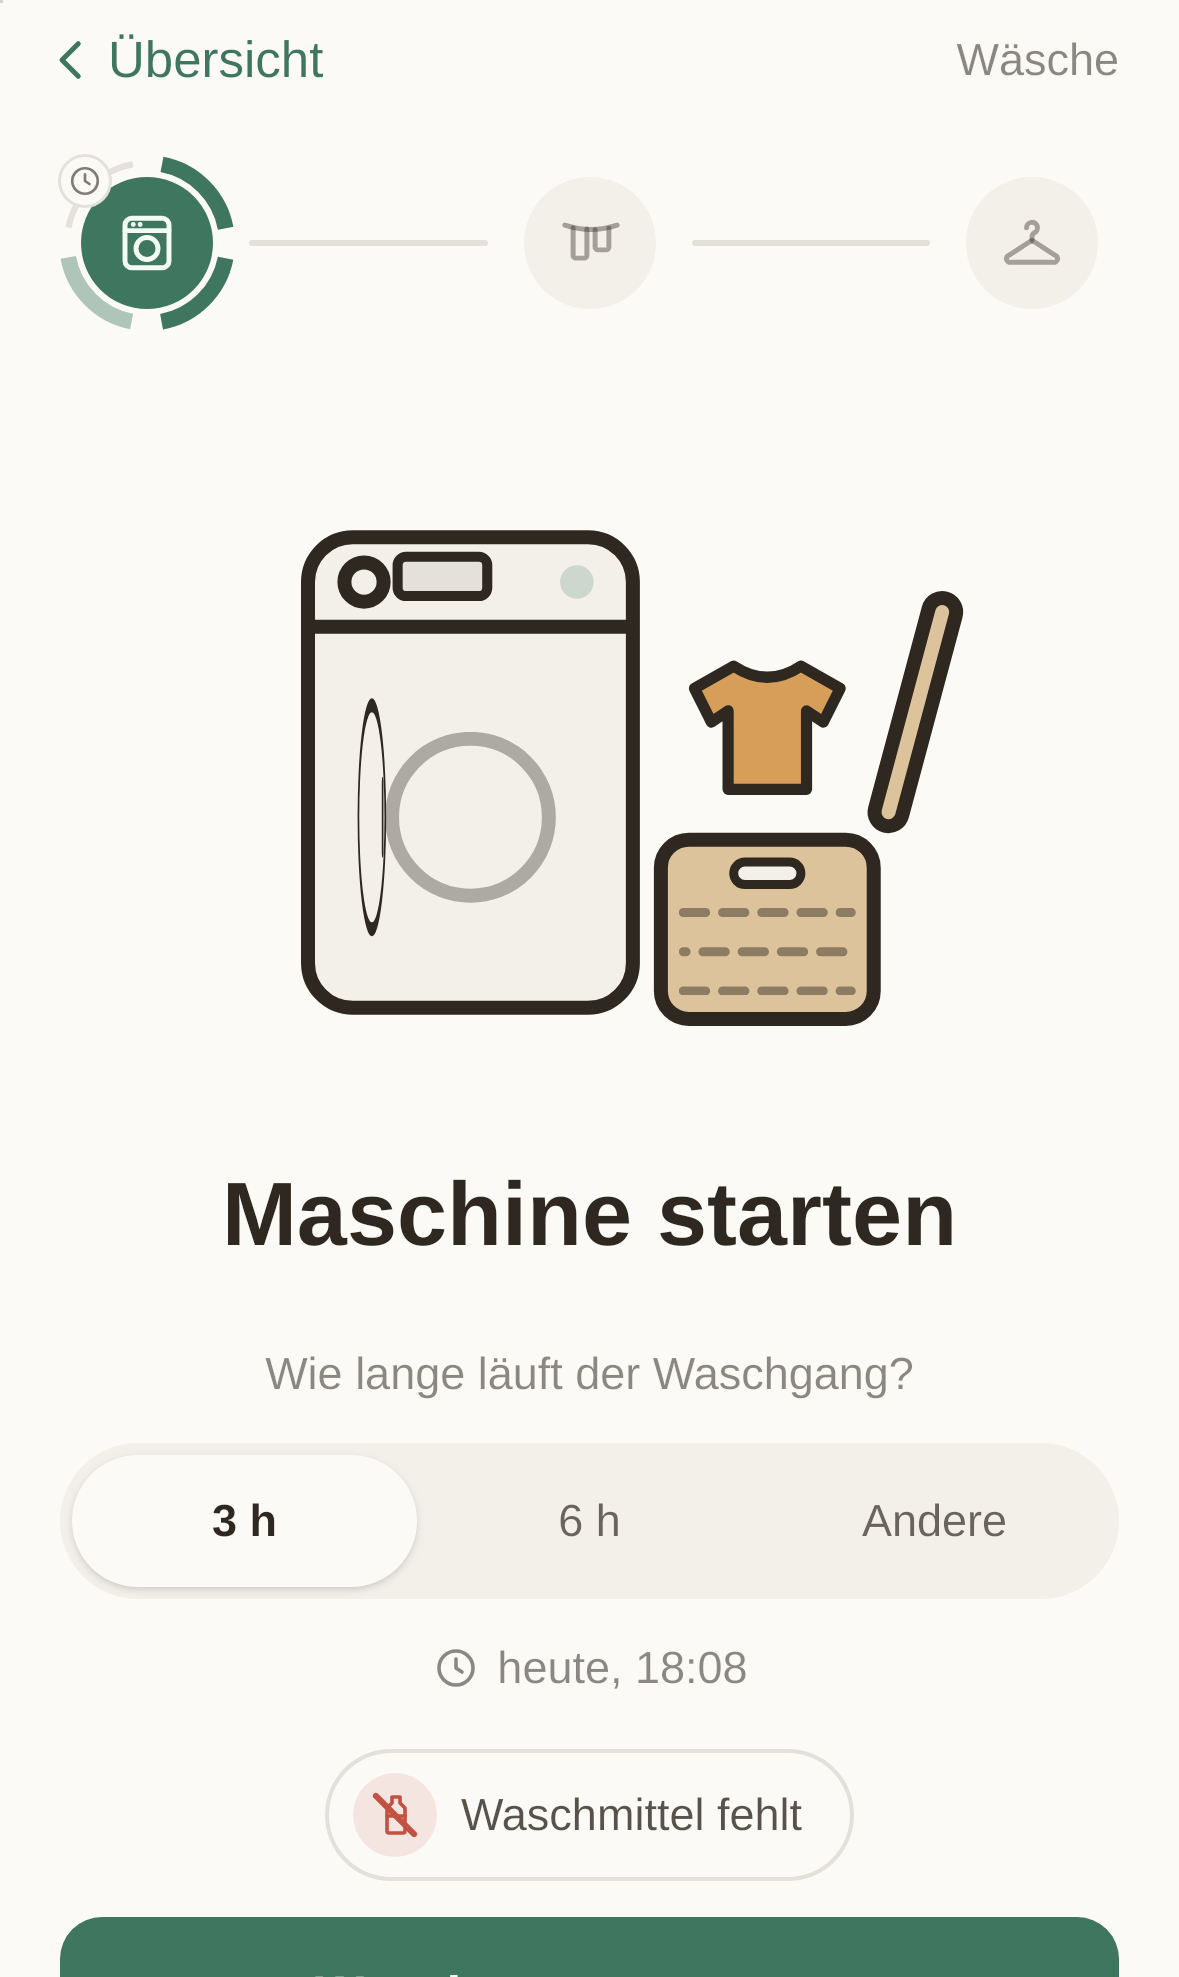 Übersicht
Wäsche
Maschine starten
Wie lange läuft der Waschgang?
3 h
6 h
Andere
heute, 18:08
Waschmittel fehlt